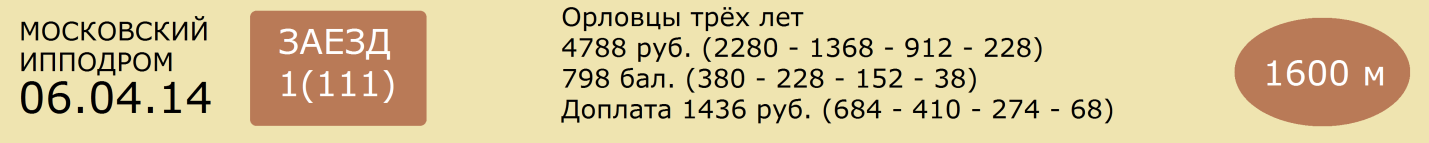 МОСКОВСКИЙ
ИППОДРОМ
06.04.14
ЗАЕЗД
1(111)
Орловцы трёх лет
4788 руб. (2280 - 1368 - 912 - 228)
798 бал. (380 - 228 - 152 - 38)
Доплата 1436 руб. (684 - 410 - 274 - 68)
1600 м